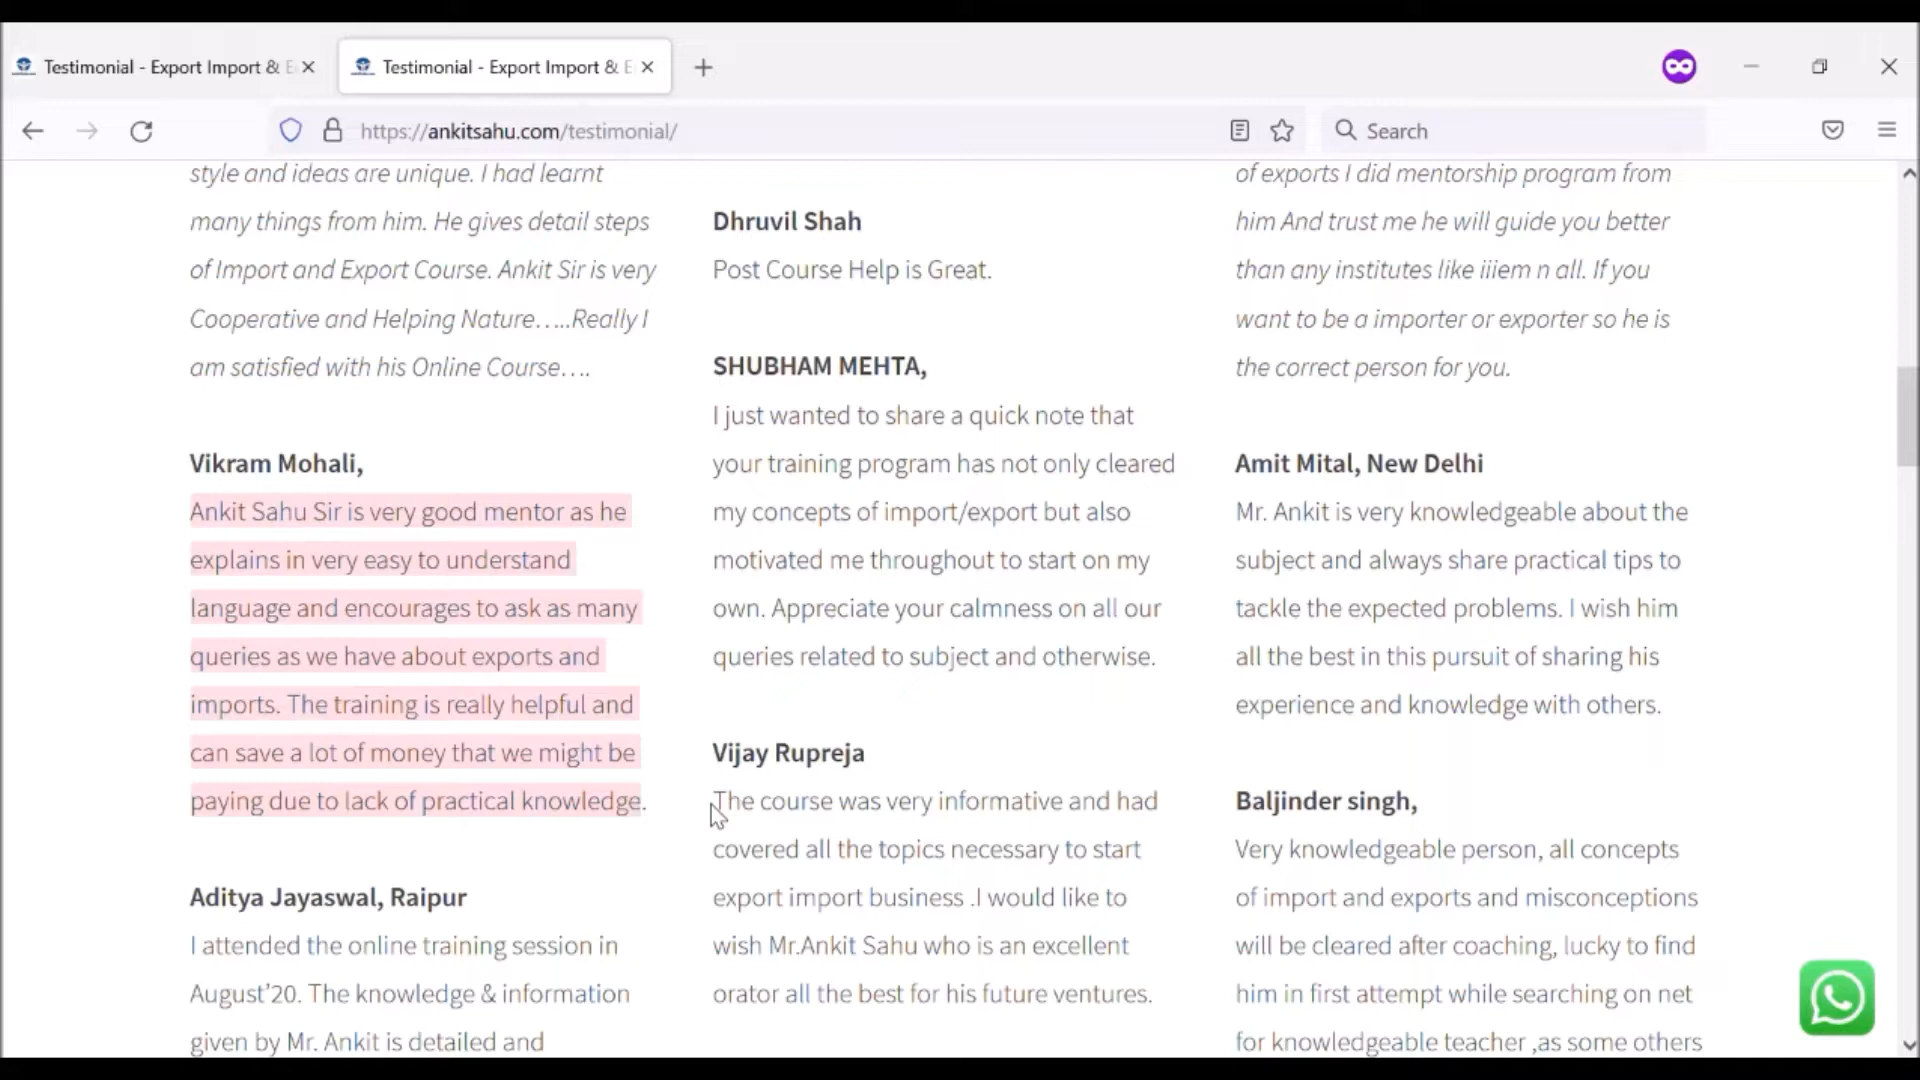 Testimonial - Export Import & E
Testimonial - Export Import & E
https://ankitsahu.com/testimonial/
Search
style and ideas are unique. I had learnt
many things from him. He gives detail steps
of Import and Export Course. Ankit Sir is very
Cooperative and Helping Nature…..Really I
am satisfied with his Online Course….
Vikram Mohali,
Ankit Sahu Sir is very good mentor as he
explains in very easy to understand
language and encourages to ask as many
queries as we have about exports and
imports. The training is really helpful and
can save a lot of money that we might be
paying due to lack of practical knowledge.
Aditya Jayaswal, Raipur
I attended the online training session in
August’20. The knowledge & information
given by Mr. Ankit is detailed and
Dhruvil Shah
Post Course Help is Great.
SHUBHAM MEHTA,
I just wanted to share a quick note that
your training program has not only cleared
my concepts of import/export but also
motivated me throughout to start on my
own. Appreciate your calmness on all our
queries related to subject and otherwise.
Vijay Rupreja
The course was very informative and had
covered all the topics necessary to start
export import business .I would like to
wish Mr.Ankit Sahu who is an excellent
orator all the best for his future ventures.
of exports I did mentorship program from
him And trust me he will guide you better
than any institutes like iiiem n all. If you
want to be a importer or exporter so he is
the correct person for you.
Amit Mital, New Delhi
Mr. Ankit is very knowledgeable about the
subject and always share practical tips to
tackle the expected problems. I wish him
all the best in this pursuit of sharing his
experience and knowledge with others.
Baljinder singh,
Very knowledgeable person, all concepts
of import and exports and misconceptions
will be cleared after coaching, lucky to find
him in first attempt while searching on net
for knowledgeable teacher ,as some others